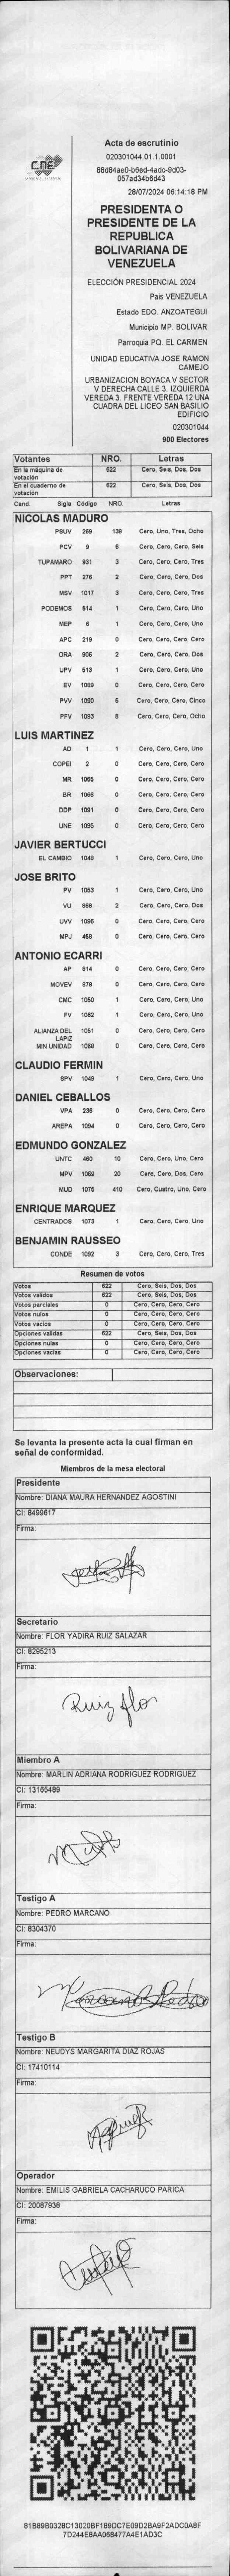 CNE
Acta de escrutinio
020301044.01.1.0001
88d84ae0-b6ed-4adc-9d03-
057ad34b6d43
28/07/2024 06:14:18 PM
PRESIDENTA O
PRESIDENTE DE LA
REPUBLICA
BOLIVARIANA DE
VENEZUELA
ELECCIÓN PRESIDENCIAL 2024
País VENEZUELA
Estado EDO. ANZOATEGUI
Municipio MP. BOLIVAR
Parroquia PQ. EL CARMEN
UNIDAD EDUCATIVA JOSE RAMON
CAMEJO
URBANIZACION BOYACA V SECTOR
V DERECHA CALLE 3. IZQUIERDA
VEREDA 3. FRENTE VEREDA 12 UNA
CUADRA DEL LICEO SAN BASILIO
EDIFICIO
020301044
900 Electores
Votantes NRO. Letras
En la máquina de votación 622 Cero, Seis, Dos, Dos
En el cuaderno de votación 622 Cero, Seis, Dos, Dos
Cand. Sigla Código NRO. Letras
NICOLAS MADURO
PSUV 269 138 Cero, Uno, Tres, Ocho
PCV 9 6 Cero, Cero, Cero, Seis
TUPAMARO 931 3 Cero, Cero, Cero, Tres
PPT 276 2 Cero, Cero, Cero, Dos
MSV 1017 3 Cero, Cero, Cero, Tres
PODEMOS 514 1 Cero, Cero, Cero, Uno
MEP 6 1 Cero, Cero, Cero, Uno
APC 219 0 Cero, Cero, Cero, Cero
ORA 906 2 Cero, Cero, Cero, Dos
UPV 513 1 Cero, Cero, Cero, Uno
EV 1089 0 Cero, Cero, Cero, Cero
PVV 1090 5 Cero, Cero, Cero, Cinco
PFV 1093 8 Cero, Cero, Cero, Ocho
LUIS MARTINEZ
AD 1 1 Cero, Cero, Cero, Uno
COPEI 2 0 Cero, Cero, Cero, Cero
MR 1065 0 Cero, Cero, Cero, Cero
BR 1066 0 Cero, Cero, Cero, Cero
DDP 1091 0 Cero, Cero, Cero, Cero
UNE 1095 0 Cero, Cero, Cero, Cero
JAVIER BERTUCCI
EL CAMBIO 1048 1 Cero, Cero, Cero, Uno
JOSE BRITO
PV 1053 1 Cero, Cero, Cero, Uno
VU 868 2 Cero, Cero, Cero, Dos
UVV 1096 0 Cero, Cero, Cero, Cero
MPJ 458 0 Cero, Cero, Cero, Cero
ANTONIO ECARRI
AP 814 0 Cero, Cero, Cero, Cero
MOVEV 878 0 Cero, Cero, Cero, Cero
CMC 1050 1 Cero, Cero, Cero, Uno
FV 1062 1 Cero, Cero, Cero, Uno
ALIANZA DEL LAPIZ 1051 0 Cero, Cero, Cero, Cero
MIN UNIDAD 1068 0 Cero, Cero, Cero, Cero
CLAUDIO FERMIN
SPV 1049 1 Cero, Cero, Cero, Uno
DANIEL CEBALLOS
VPA 236 0 Cero, Cero, Cero, Cero
AREPA 1094 0 Cero, Cero, Cero, Cero
EDMUNDO GONZALEZ
UNTC 460 10 Cero, Cero, Uno, Cero
MPV 1069 20 Cero, Cero, Dos, Cero
MUD 1075 410 Cero, Cuatro, Uno, Cero
ENRIQUE MARQUEZ
CENTRADOS 1073 1 Cero, Cero, Cero, Uno
BENJAMIN RAUSSEO
CONDE 1092 3 Cero, Cero, Cero, Tres
Resumen de votos
Votos 622 Cero, Seis, Dos, Dos
Votos válidos 622 Cero, Seis, Dos, Dos
Votos parciales 0 Cero, Cero, Cero, Cero
Votos nulos 0 Cero, Cero, Cero, Cero
Votos vacíos 0 Cero, Cero, Cero, Cero
Opciones válidas 622 Cero, Seis, Dos, Dos
Opciones nulas 0 Cero, Cero, Cero, Cero
Opciones vacías 0 Cero, Cero, Cero, Cero
Observaciones:
Se levanta la presente acta la cual firman en
señal de conformidad.
Miembros de la mesa electoral
Presidente
Nombre: DIANA MAURA HERNANDEZ AGOSTINI
CI: 8499617
Firma:
Secretario
Nombre: FLOR YADIRA RUIZ SALAZAR
CI: 8295213
Firma:
Ruiz flor
Miembro A
Nombre: MARLIN ADRIANA RODRIGUEZ RODRIGUEZ
CI: 13165489
Firma:
Testigo A
Nombre: PEDRO MARCANO
CI: 8304370
Firma:
Testigo B
Nombre: NEUDYS MARGARITA DIAZ ROJAS
CI: 17410114
Firma:
Operador
Nombre: EMILIS GABRIELA CACHARUCO PARICA
CI: 20087938
Firma:
81B89B0328C13020BF189DC7E09D2BA9F2ADC0A8F
7D244E8AA068477A4E1AD3C